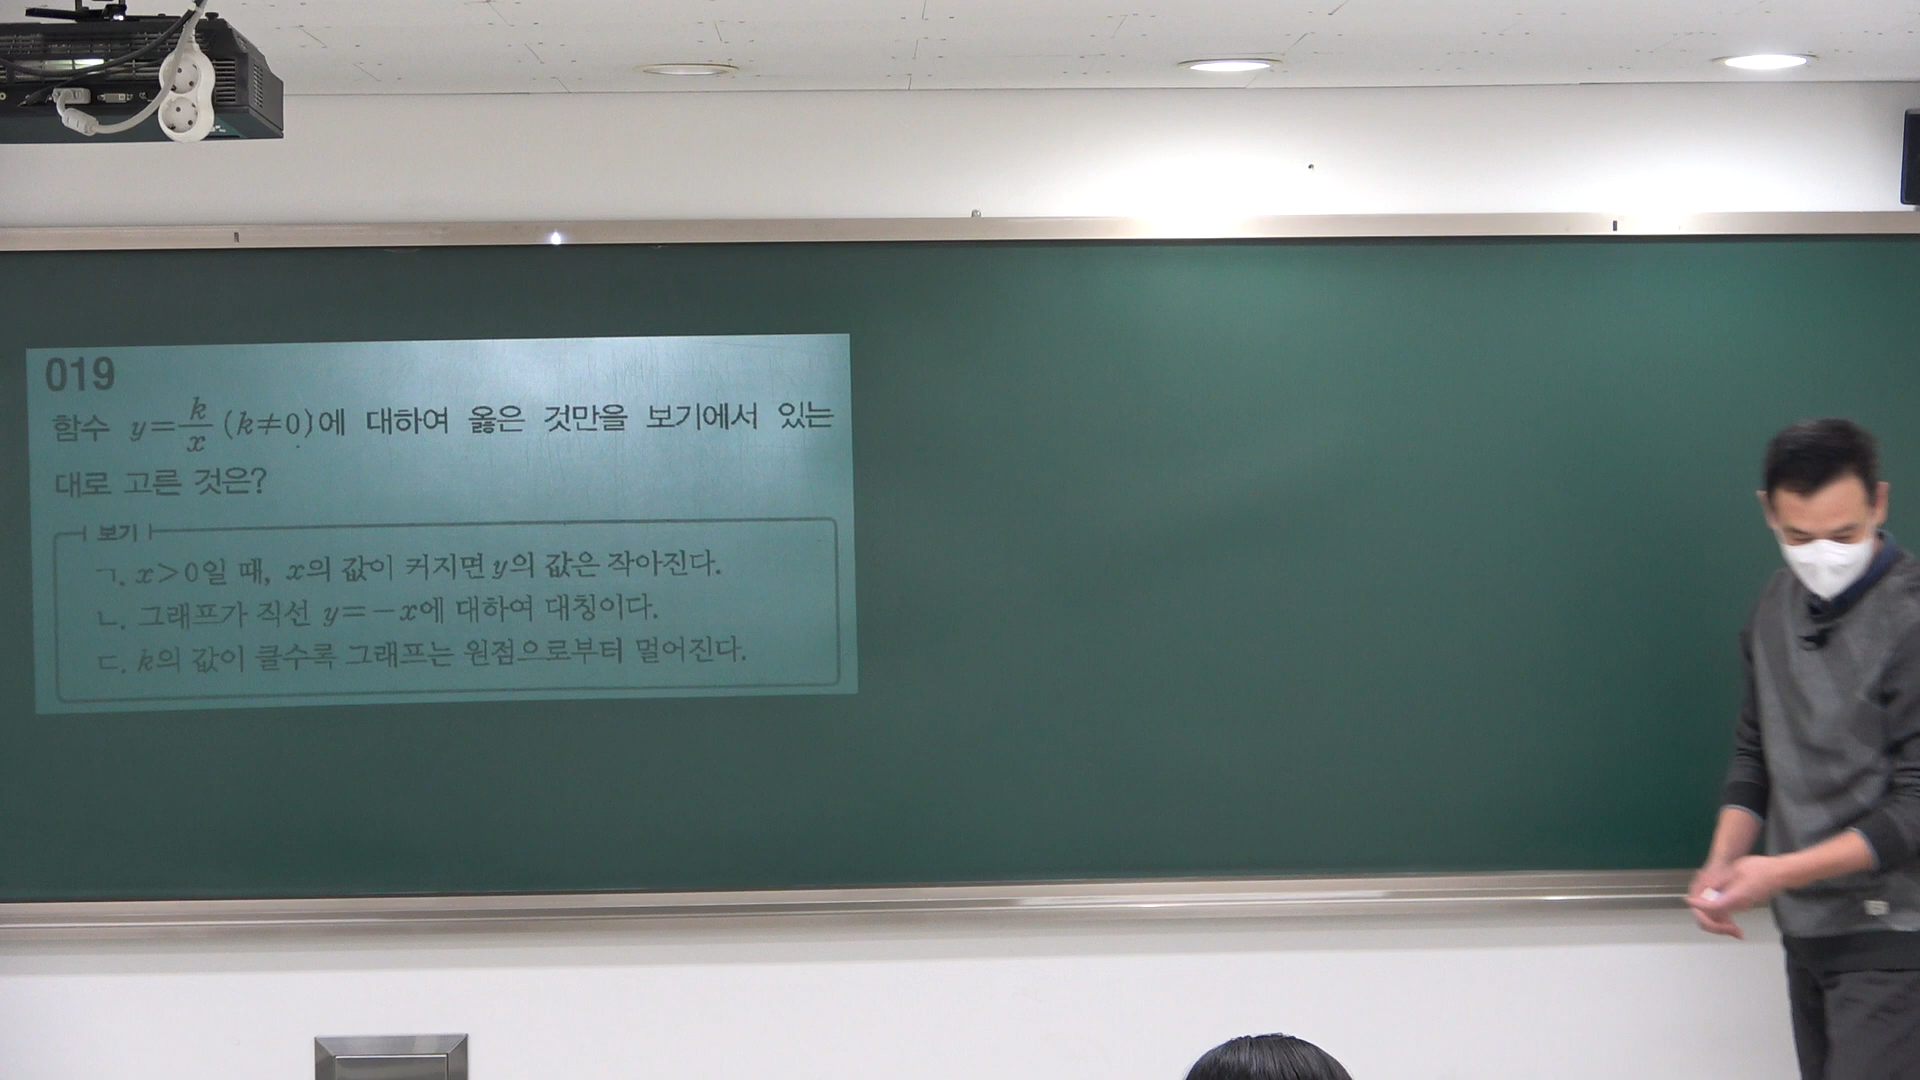 019
함수 y=k/x (k≠0)에 대하여 옳은 것만을 보기에서 있는
대로 고른 것은?
보기
ㄱ. x>0일 때, x의 값이 커지면 y의 값은 작아진다.
ㄴ. 그래프가 직선 y=-x에 대하여 대칭이다.
ㄷ. k의 값이 클수록 그래프는 원점으로부터 멀어진다.